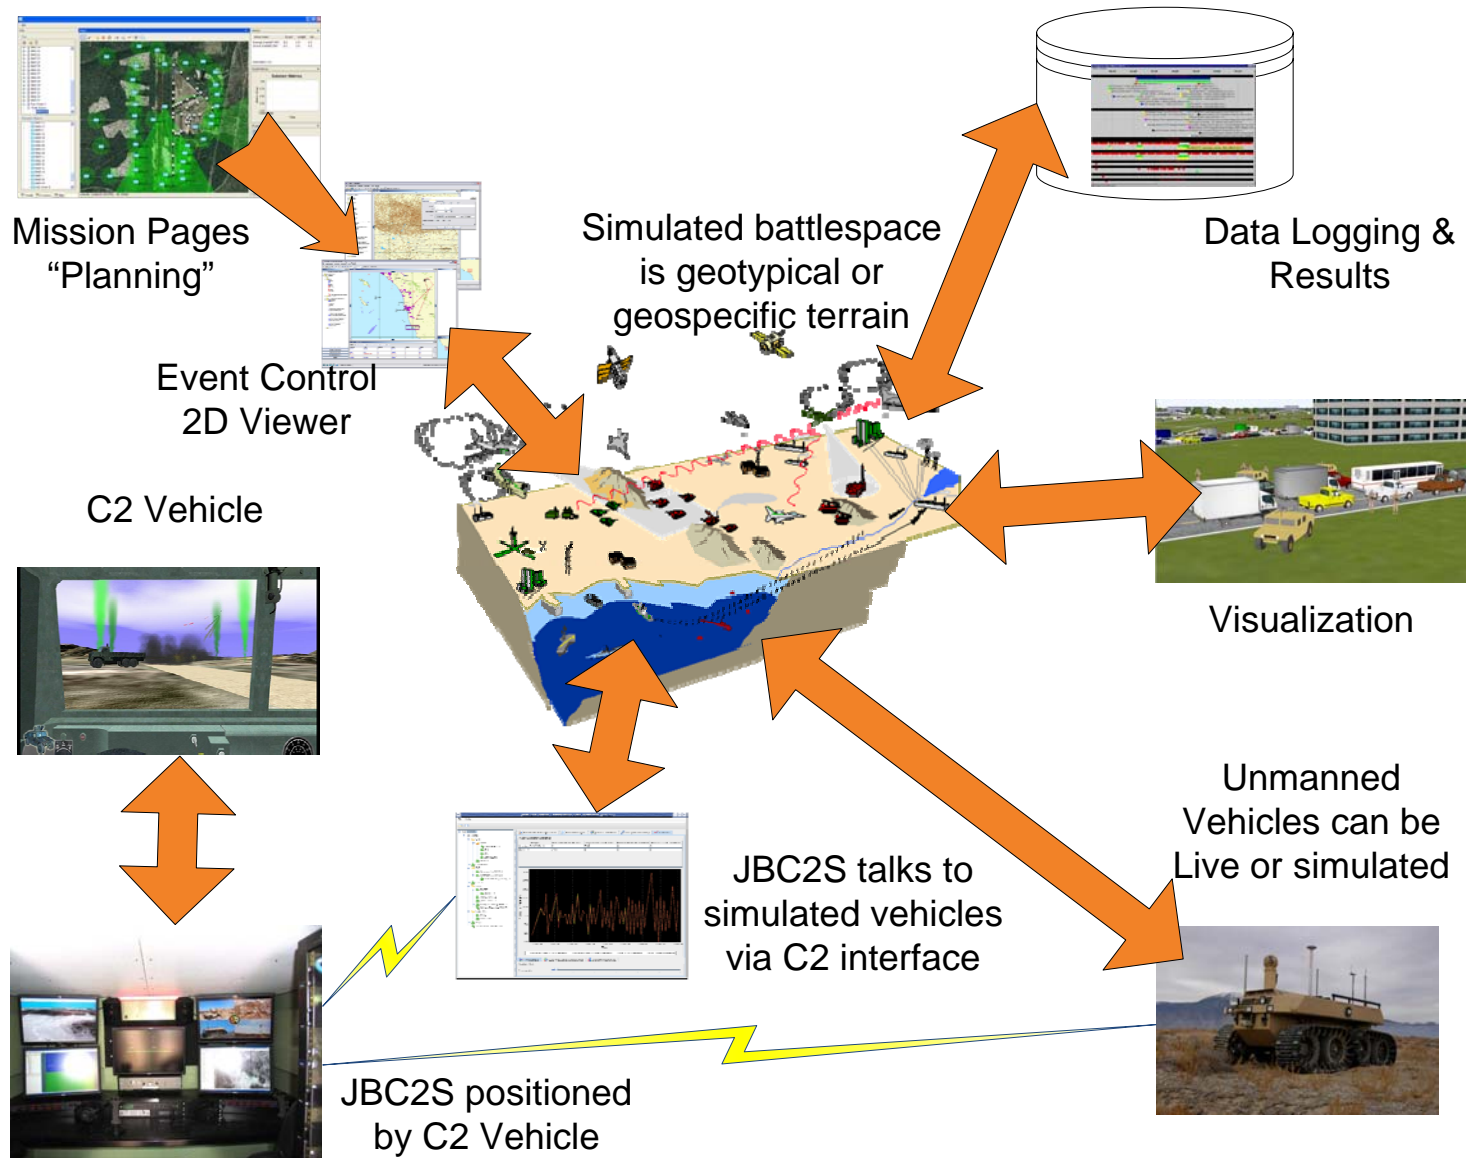 Mission Pages
“Planning”
Simulated battlespace
is geotypical or
geospecific terrain
Data Logging &
Results
Event Control
2D Viewer
C2 Vehicle
Visualization
Unmanned
Vehicles can be
Live or simulated
JBC2S talks to
simulated vehicles
via C2 interface
JBC2S positioned
by C2 Vehicle